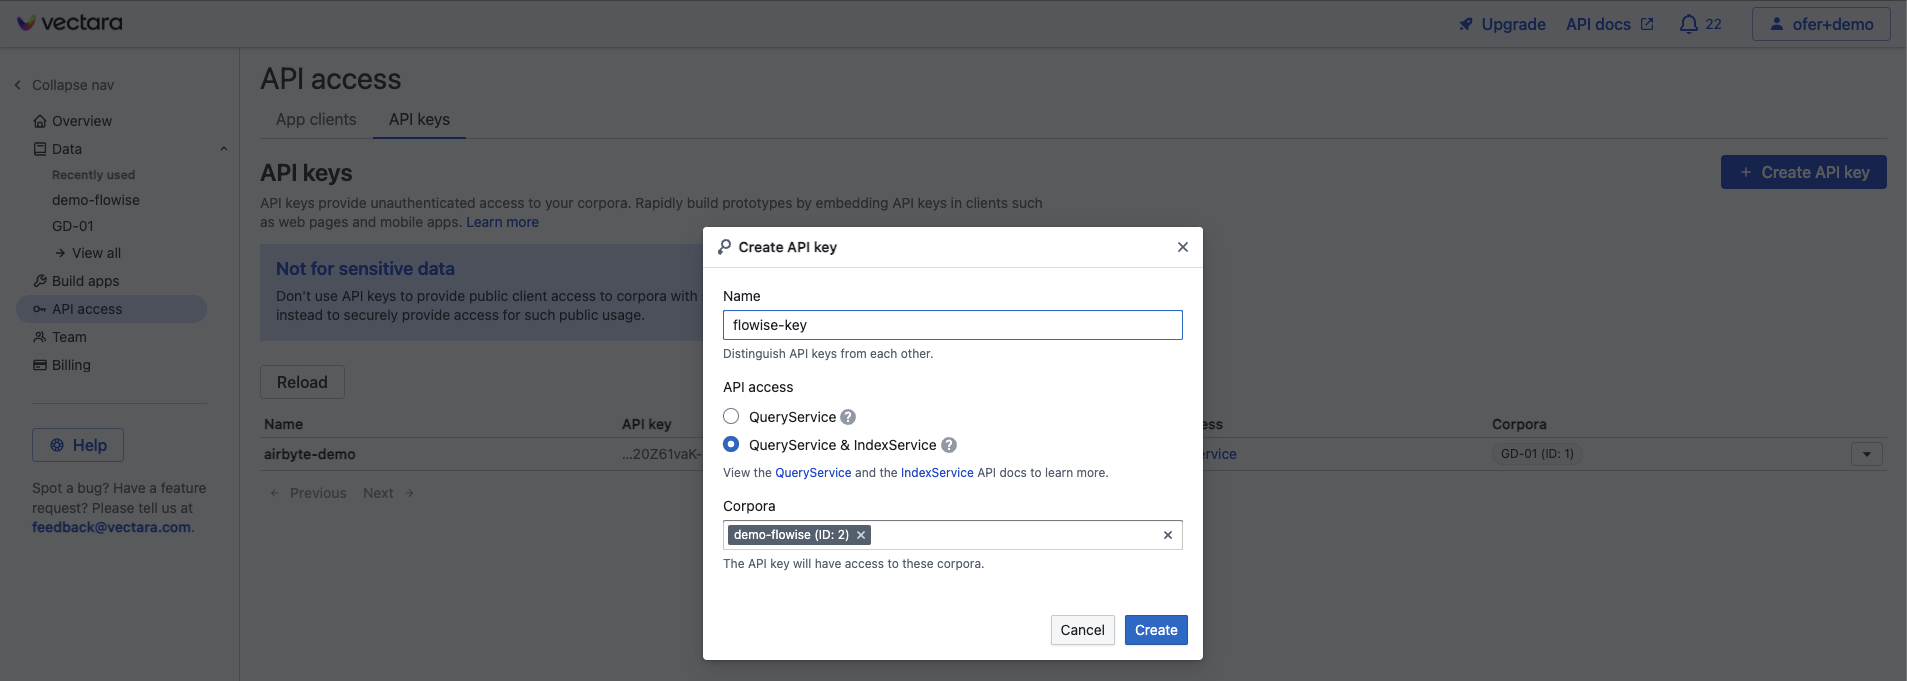 vectara
Upgrade
API docs
22
ofer+demo
Collapse nav
Overview
Data
Recently used
demo-flowise
GD-01
View all
Build apps
API access
Team
Billing
Help
Spot a bug? Have a feature
request? Please tell us at
feedback@vectara.com.
API access
App clients
API keys
API keys
Create API key
API keys provide unauthenticated access to your corpora. Rapidly build prototypes by embedding API keys in clients such
as web pages and mobile apps. Learn more
Not for sensitive data
Don't use API keys to provide public client access to corpora with
instead to securely provide access for such public usage.
Reload
Name API key Corpora
airbyte-demo ...20Z61vaK- GD-01 (ID: 1)
Previous Next
Create API key
Name
flowise-key
Distinguish API keys from each other.
API access
QueryService ?
QueryService & IndexService ?
View the QueryService and the IndexService API docs to learn more.
Corpora
demo-flowise (ID: 2)
The API key will have access to these corpora.
Cancel
Create